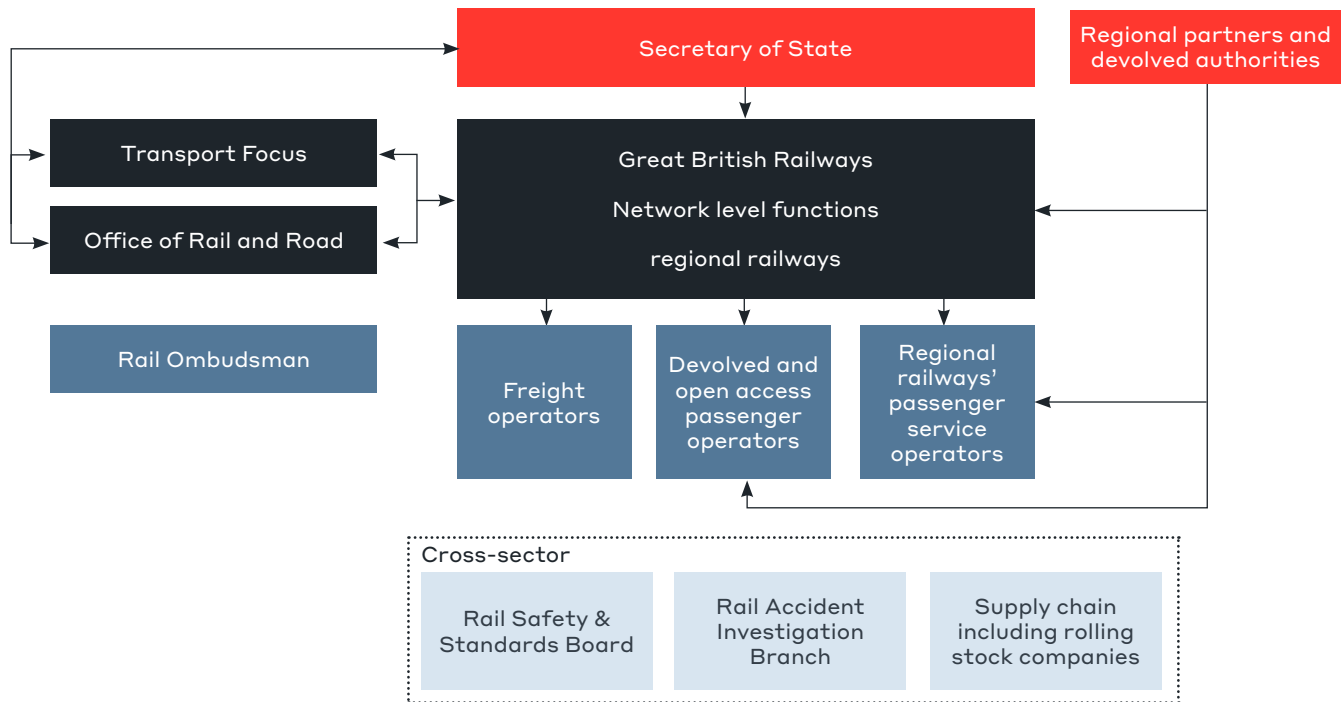 Secretary of State
Regional partners and
devolved authorities
Transport Focus
Office of Rail and Road
Great British Railways
Network level functions
regional railways
Rail Ombudsman
Freight
operators
Devolved and
open access
passenger
operators
Regional
railways’
passenger
service
operators
Cross-sector
Rail Safety &
Standards Board
Rail Accident
Investigation
Branch
Supply chain
including rolling
stock companies